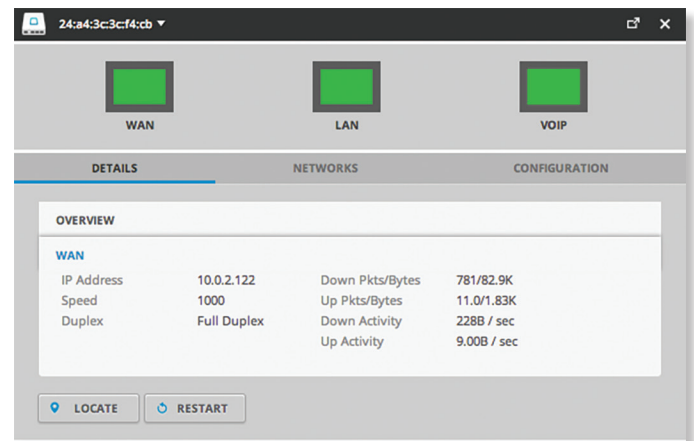 24:a4:3c:3c:f4:cb
WAN LAN VOIP
DETAILS NETWORKS CONFIGURATION
OVERVIEW
WAN
IP Address 10.0.2.122 Down Pkts/Bytes 781/82.9K
Speed 1000 Up Pkts/Bytes 11.0/1.83K
Duplex Full Duplex Down Activity 228B / sec
Up Activity 9.00B / sec
LOCATE RESTART